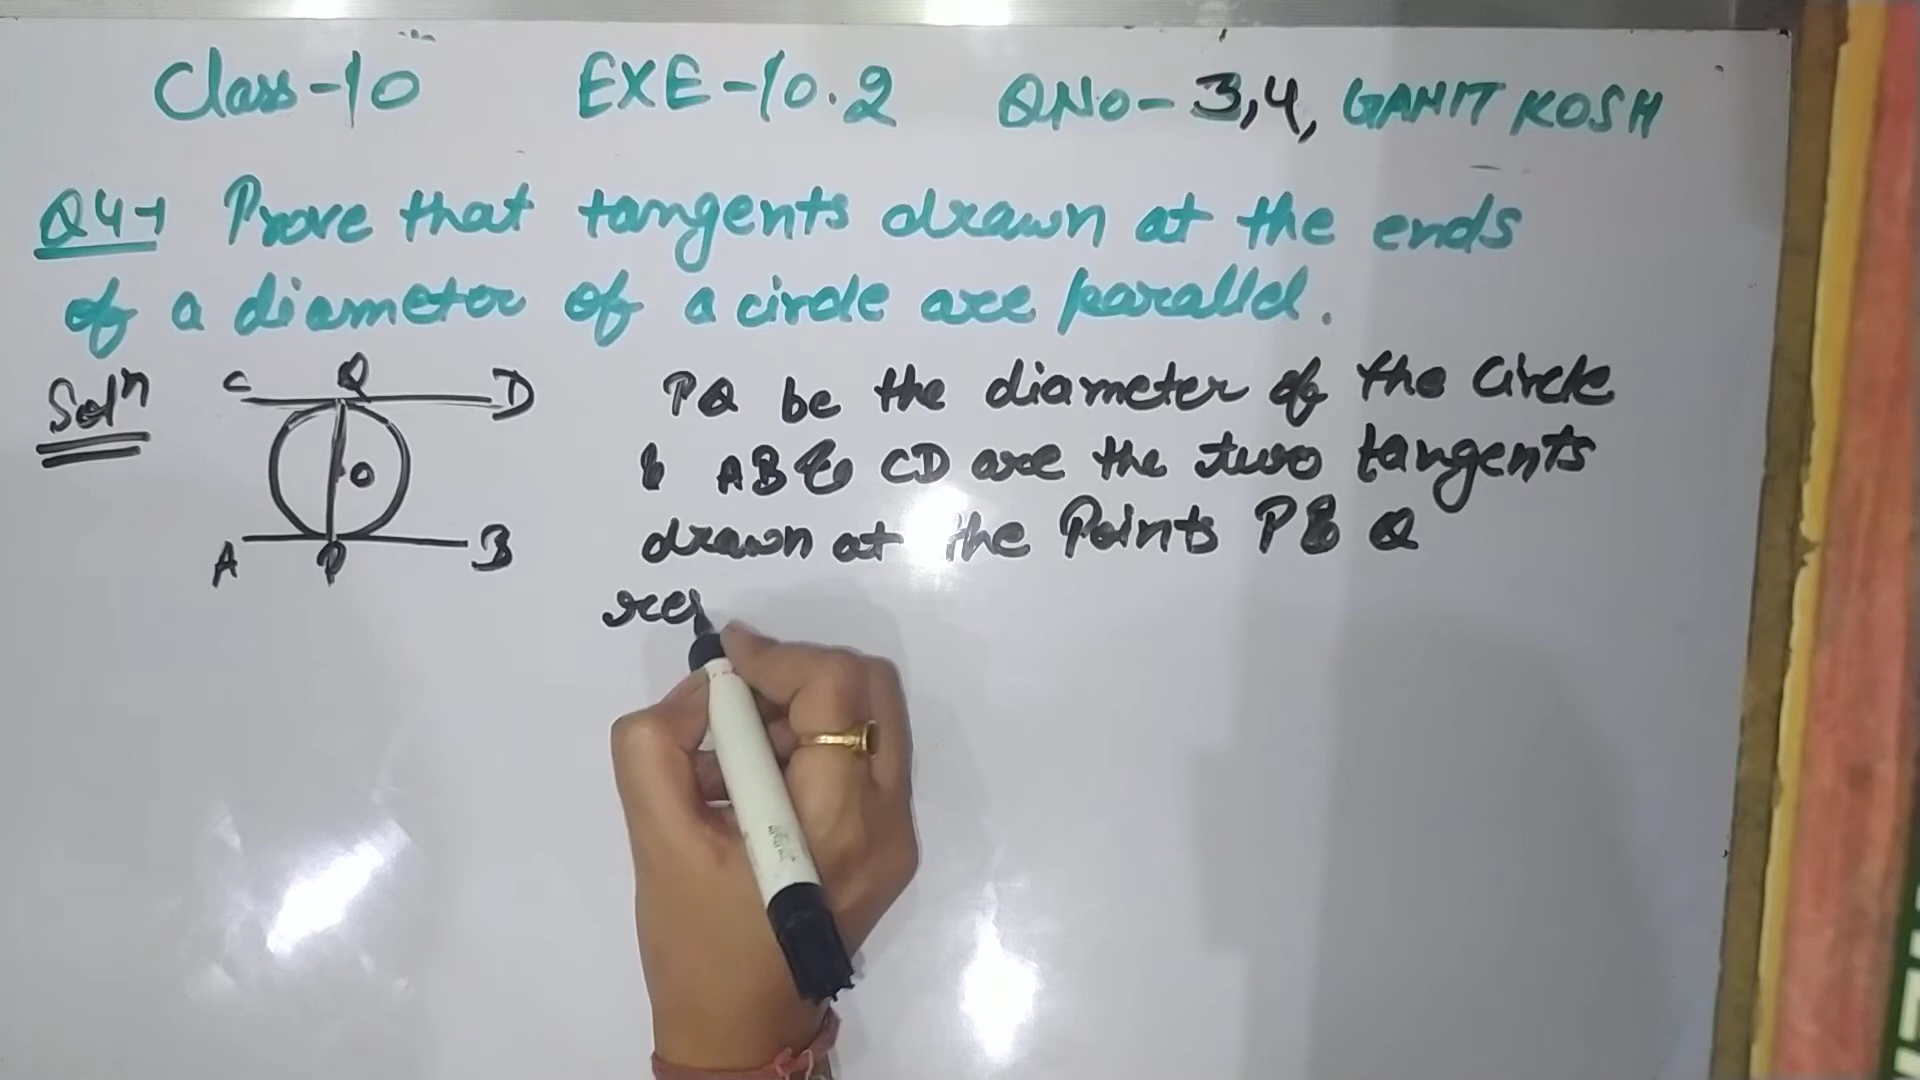 Class-10 EXE-10.2 QNo-3,4, GANIT KOSH
Q4→ Prove that tangents drawn at the ends
of a diameter of a circle are parallel.
Solⁿ
C Q D
O
A P B
PQ be the diameter of the Circle
& AB & CD are the two tangents
drawn at the Points P & Q
res